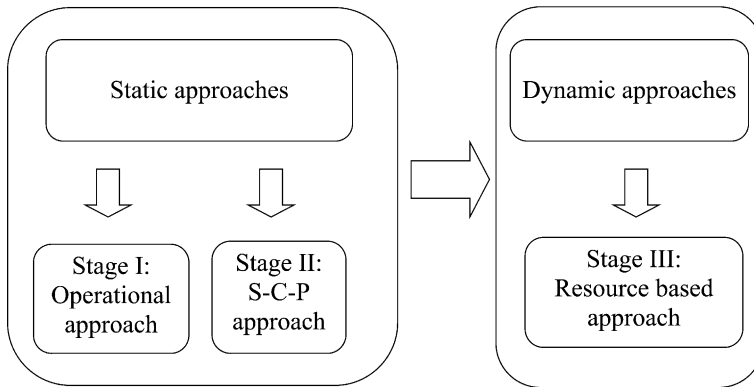 Static approaches
Dynamic approaches
Stage I:
Operational
approach
Stage II:
S-C-P
approach
Stage III:
Resource based
approach